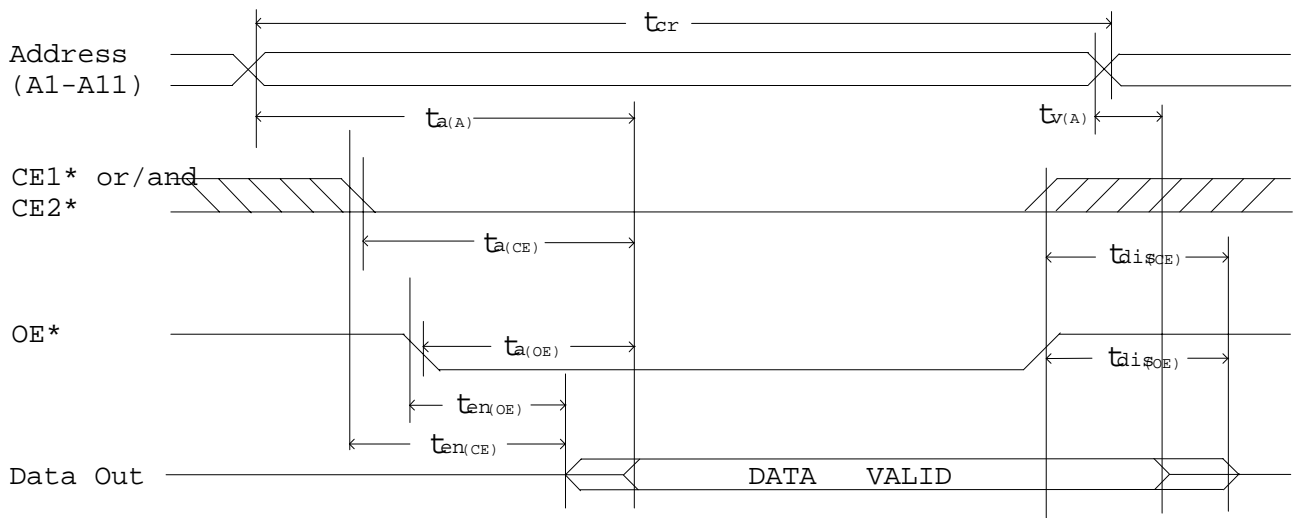 tcr
Address
(A1-A11)
ta(A)
tv(A)
CE1* or/and
CE2*
ta(CE)
tdis(CE)
OE*
ta(OE)
tdis(OE)
ten(OE)
ten(CE)
Data Out
DATA VALID